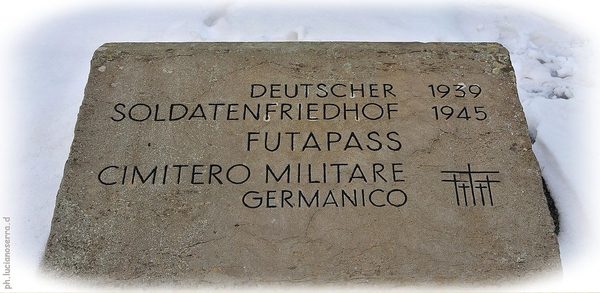 DEUTSCHER 1939
SOLDATENFRIEDHOF 1945
FUTAPASS
CIMITERO MILITARE
GERMANICO
ph.lucianoserra.d